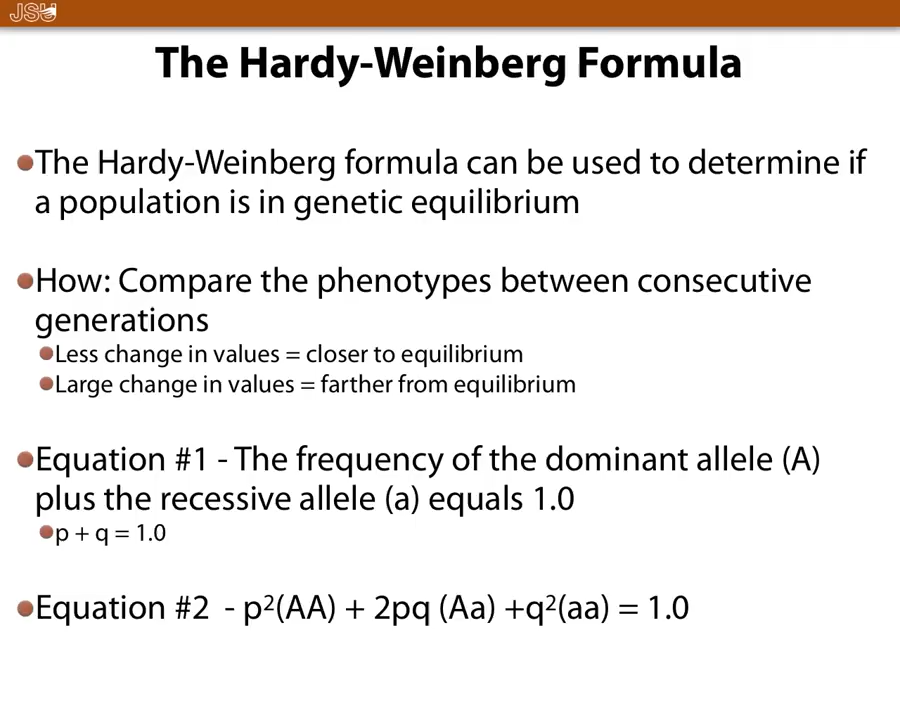 JSU
The Hardy-Weinberg Formula
The Hardy-Weinberg formula can be used to determine if
a population is in genetic equilibrium
How: Compare the phenotypes between consecutive
generations
Less change in values = closer to equilibrium
Large change in values = farther from equilibrium
Equation #1 - The frequency of the dominant allele (A)
plus the recessive allele (a) equals 1.0
p + q = 1.0
Equation #2 - p²(AA) + 2pq (Aa) +q²(aa) = 1.0